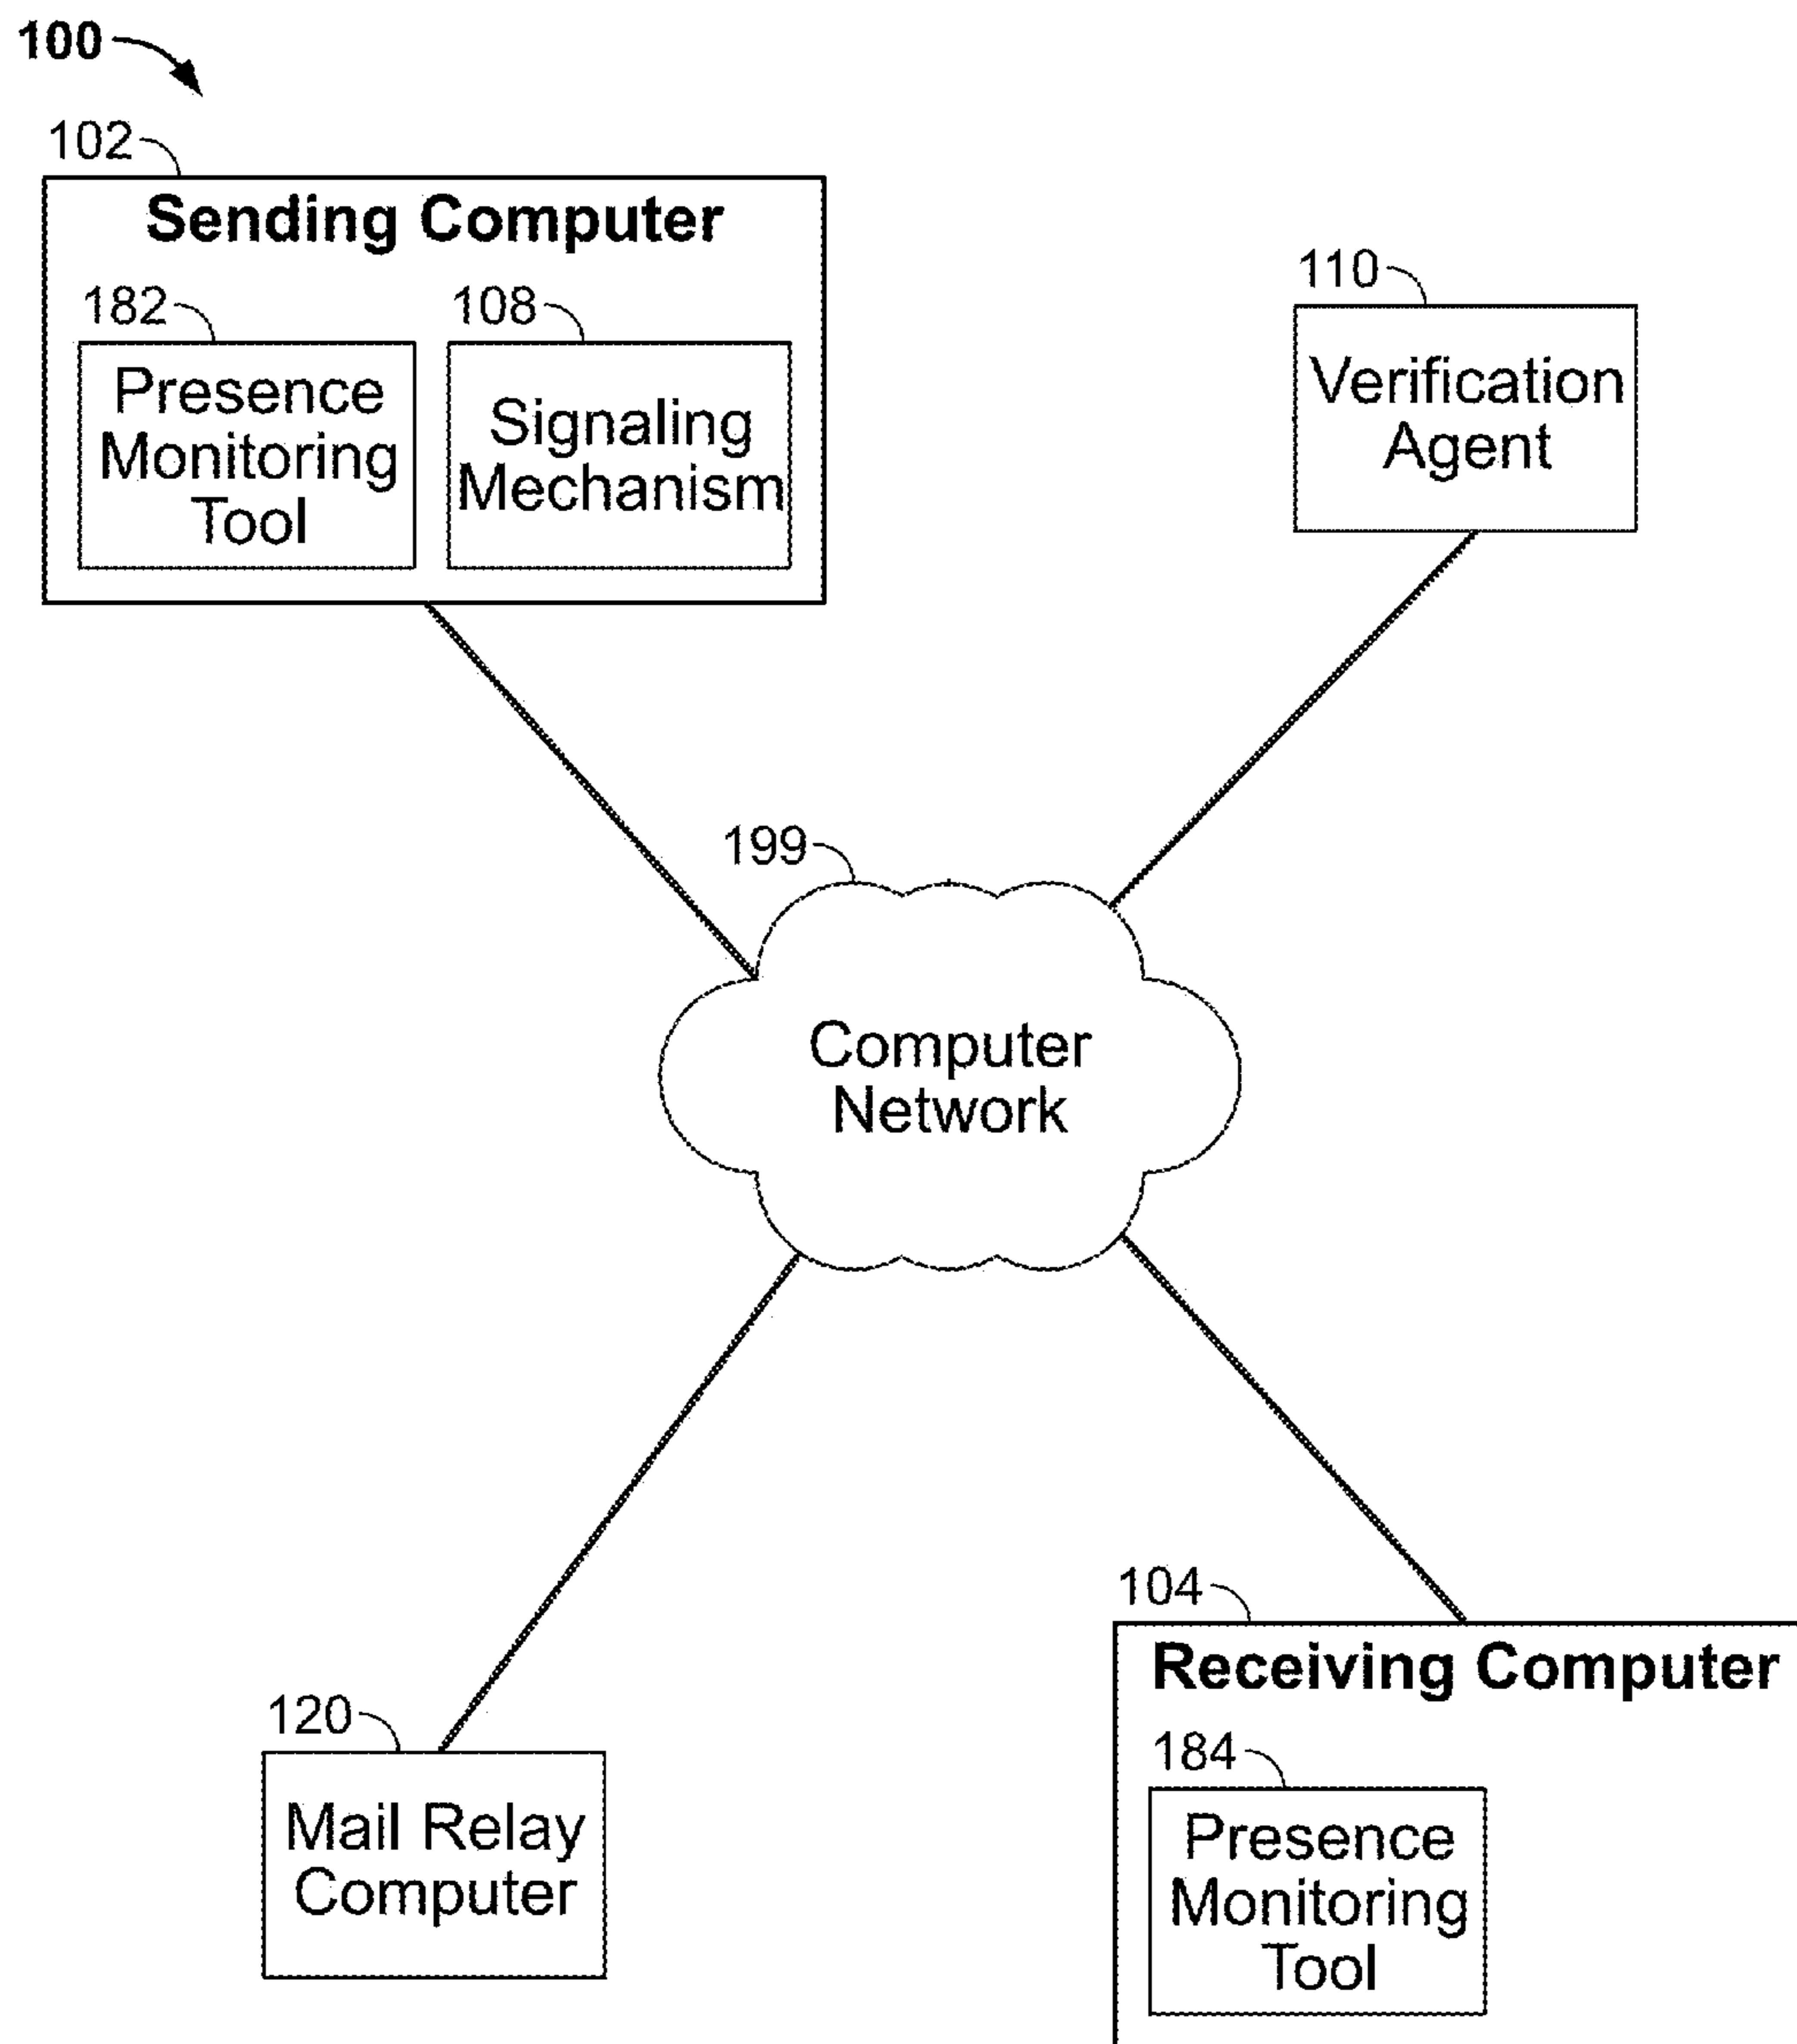 100
102
Sending Computer
182
Presence
Monitoring
Tool
108
Signaling
Mechanism
110
Verification
Agent
199
Computer
Network
120
Mail Relay
Computer
104
Receiving Computer
184
Presence
Monitoring
Tool